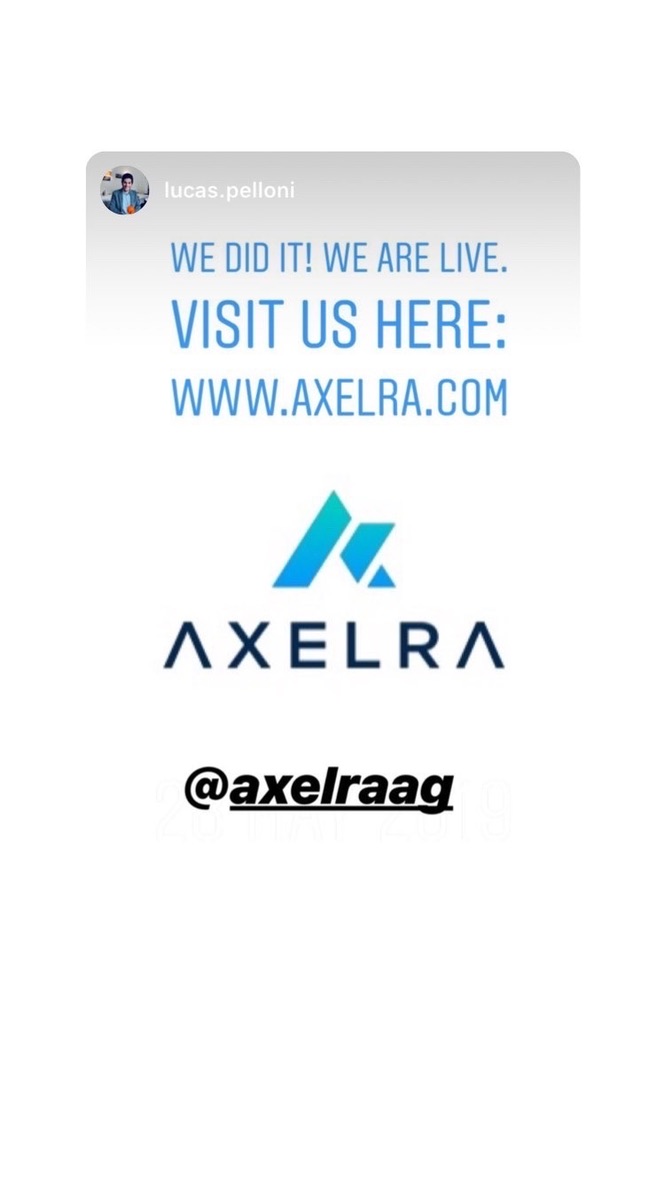 lucas.pelloni
WE DID IT! WE ARE LIVE.
VISIT US HERE:
WWW.AXELRA.COM
AXELRA
@axelraag